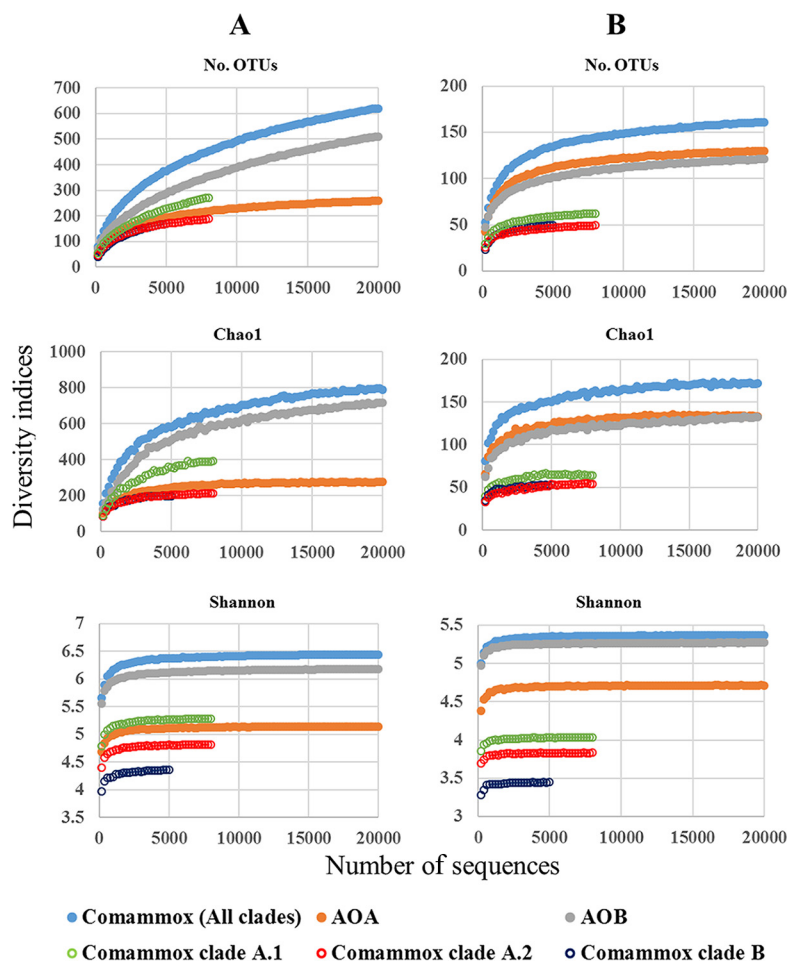 A B
No. OTUs No. OTUs
700
600
500
400
300
200
100
0
0 5000 10000 15000 20000
200
150
100
50
0
0 5000 10000 15000 20000
Diversity indices
Chao1 Chao1
1000
800
600
400
200
0
0 5000 10000 15000 20000
200
150
100
50
0
0 5000 10000 15000 20000
Shannon Shannon
7
6.5
6
5.5
5
4.5
4
3.5
0 5000 10000 15000 20000
5.5
5
4.5
4
3.5
3
0 5000 10000 15000 20000
Number of sequences
Comammox (All clades) AOA AOB
Comammox clade A.1 Comammox clade A.2 Comammox clade B